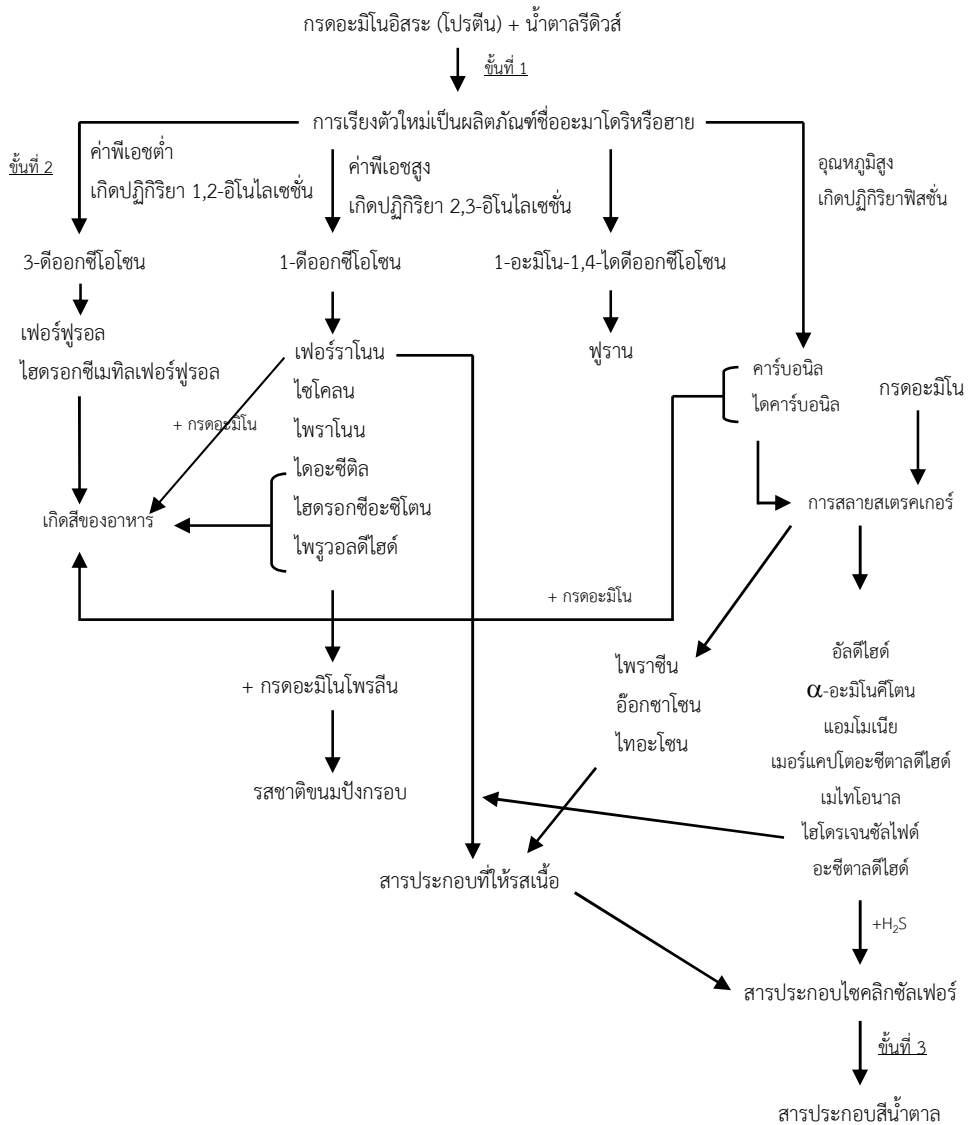 กรดอะมิโนอิสระ (โปรตีน) + น้ำตาลรีดิวส์
ขั้นที่ 1
การเรียงตัวใหม่เป็นผลิตภัณฑ์ชื่ออะมาโดริหรือฮาย
ขั้นที่ 2
ค่าพีเอชต่ำ
เกิดปฏิกิริยา 1,2-อิโนไลเซชั่น
ค่าพีเอชสูง
เกิดปฏิกิริยา 2,3-อิโนไลเซชั่น
อุณหภูมิสูง
เกิดปฏิกิริยาฟิสชั่น
3-ดีออกซีโอโซน
1-ดีออกซีโอโซน
1-อะมิโน-1,4-ไดดีออกซีโอโซน
เฟอร์ฟูรอล
ไฮดรอกซีเมทิลเฟอร์ฟูรอล
เฟอร์ราโนน
ไซโคลน
ไพราโนน
ไดอะซีติล
ไฮดรอกซีอะซิโตน
ไพรูวอลดีไฮด์
ฟูราน
คาร์บอนิล
ไดคาร์บอนิล
กรดอะมิโน
+ กรดอะมิโน
เกิดสีของอาหาร
การสลายสเตรคเกอร์
+ กรดอะมิโน
+ กรดอะมิโนโพรลีน
รสชาติขนมปังกรอบ
ไพราซีน
อ๊อกซาโซน
ไทอะโซน
อัลดีไฮด์
α-อะมิโนคีโตน
แอมโมเนีย
เมอร์แคปโตอะซีตาลดีไฮด์
เมไทโอนาล
ไฮโดรเจนซัลไฟด์
อะซีตาลดีไฮด์
สารประกอบที่ให้รสเนื้อ
+H₂S
สารประกอบไซคลิกซัลเฟอร์
ขั้นที่ 3
สารประกอบสีน้ำตาล